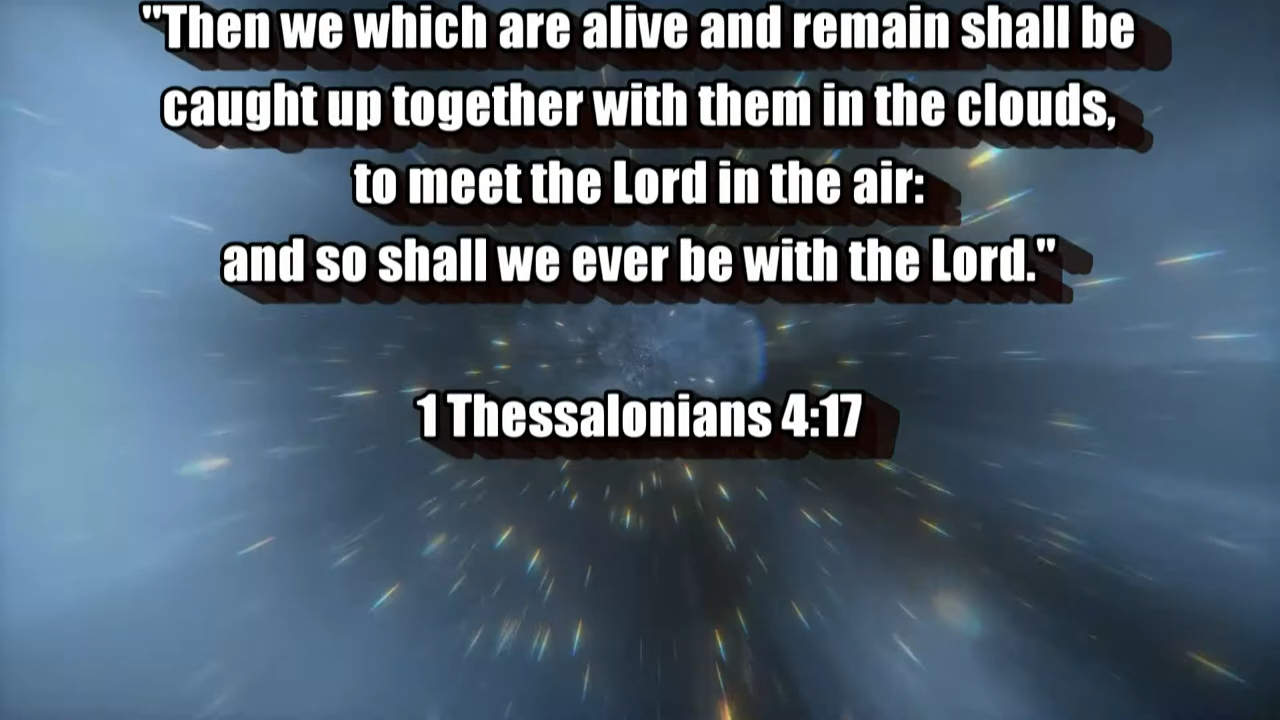 "Then we which are alive and remain shall be
caught up together with them in the clouds,
to meet the Lord in the air:
and so shall we ever be with the Lord."
1 Thessalonians 4:17